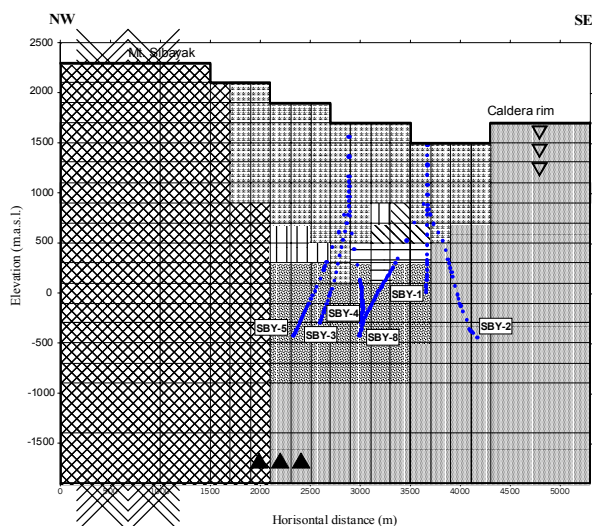 NW SE
Mt. Sibayak
Caldera rim
2500
2000
1500
1000
500
0
-500
-1000
-1500
Elevation (m.a.s.l.)
SBY-1
SBY-4
SBY-5
SBY-3
SBY-8
SBY-2
0 500 1000 1500 2000 2500 3000 3500 4000 4500 5000
Horisontal distance (m)